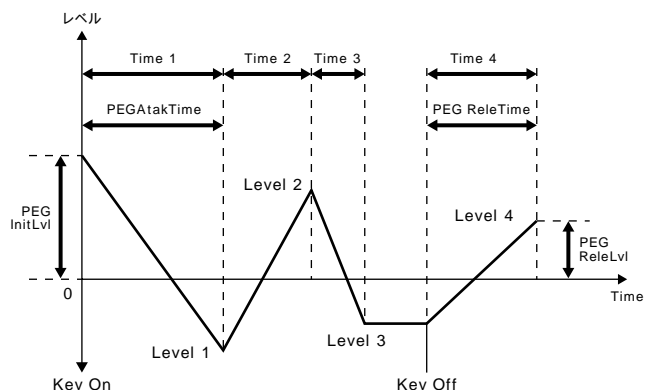 レベル
Time 1
Time 2
Time 3
Time 4
PEGAtakTime
PEG ReleTime
PEG
InitLvl
Level 2
Level 4
PEG
ReleLvl
0
Time
Level 3
Level 1
Key On
Key Off